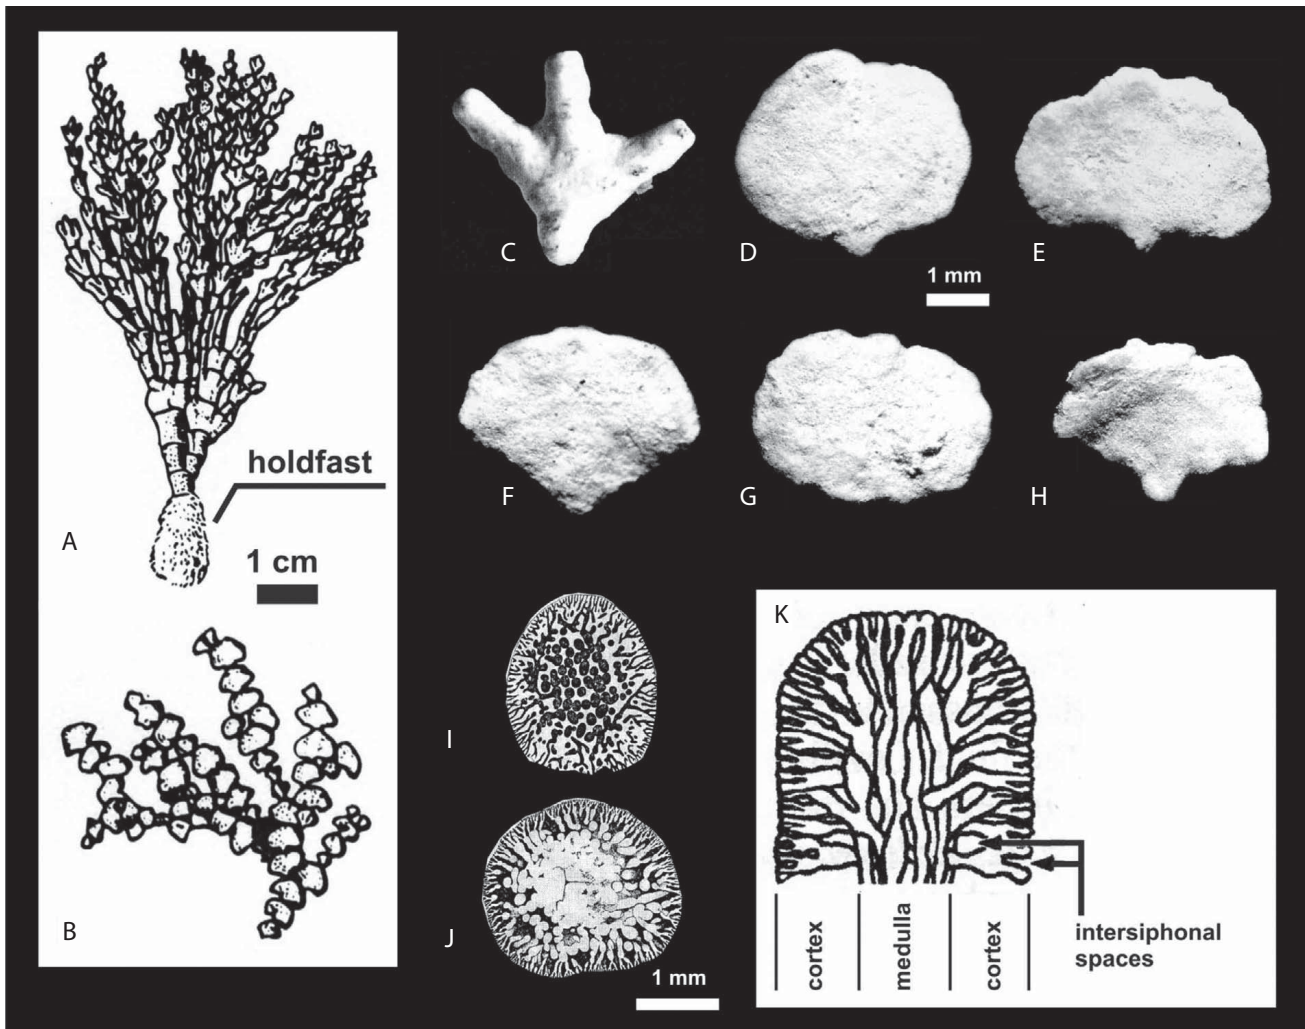 C
D
E
1 mm
holdfast
F
G
H
A
1 cm
K
I
B
J
cortex
medulla
cortex
intersiphonal
spaces
1 mm